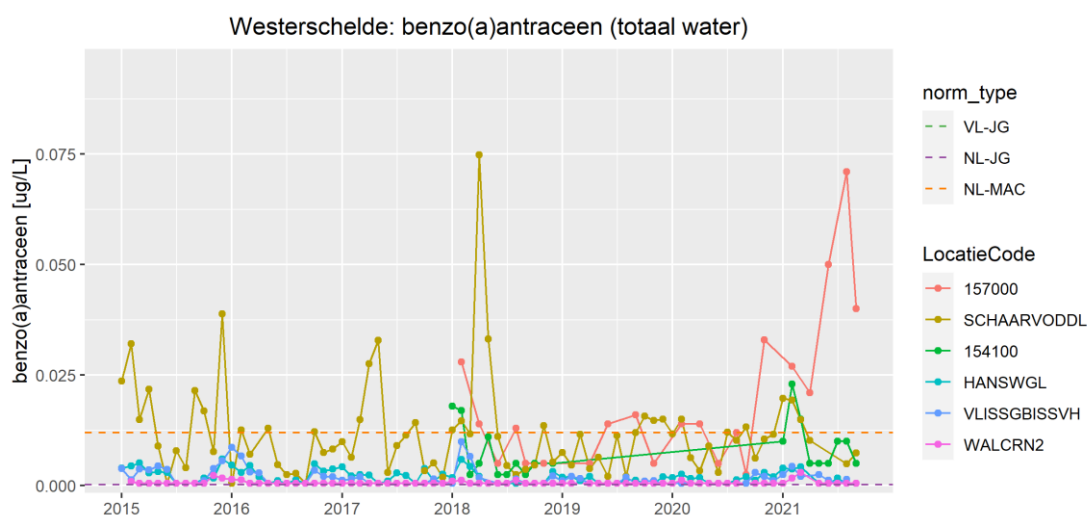 Westerschelde: benzo(a)antraceen (totaal water)
benzo(a)antraceen [ug/L]
0.075
0.050
0.025
0.000
2015 2016 2017 2018 2019 2020 2021
norm_type
VL-JG
NL-JG
NL-MAC
LocatieCode
157000
SCHAARVODDL
154100
HANSWGL
VLISSGBISSVH
WALCRN2